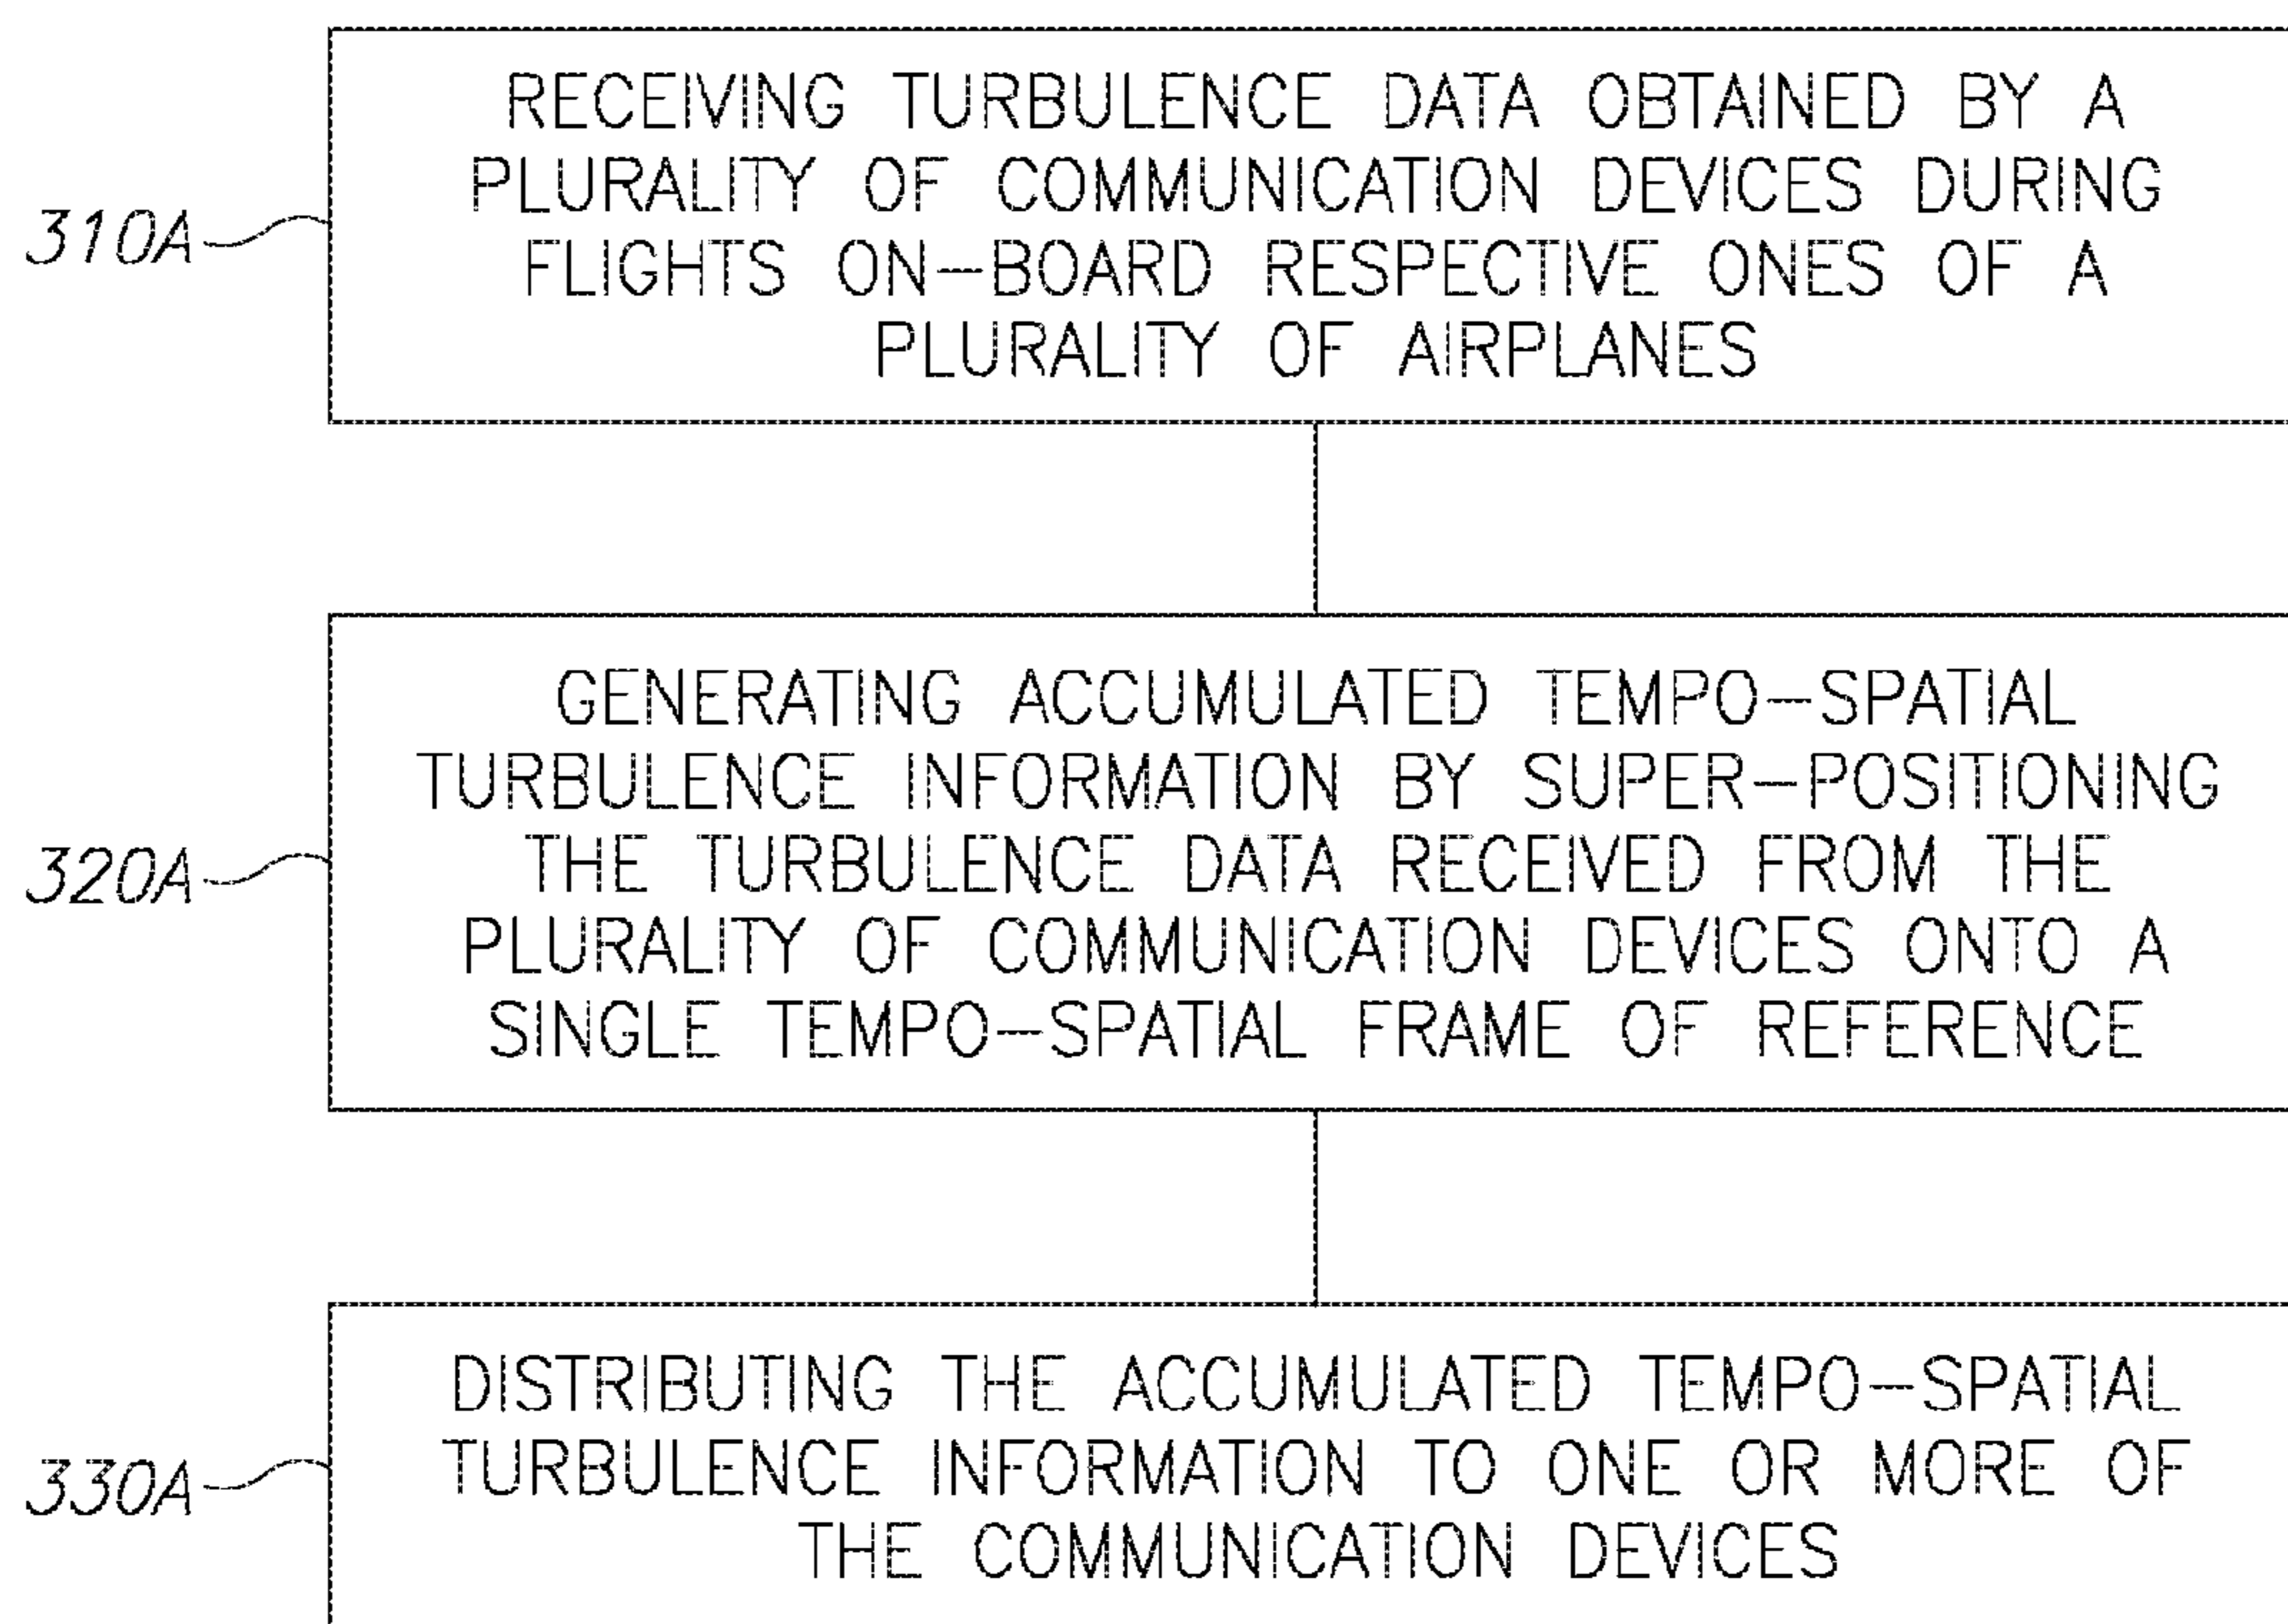 RECEIVING TURBULENCE DATA OBTAINED BY A
PLURALITY OF COMMUNICATION DEVICES DURING
310A
FLIGHTS ON-BOARD RESPECTIVE ONES OF A
PLURALITY OF AIRPLANES
GENERATING ACCUMULATED TEMPO-SPATIAL
TURBULENCE INFORMATION BY SUPER-POSITIONING
320A
THE TURBULENCE DATA RECEIVED FROM THE
PLURALITY OF COMMUNICATION DEVICES ONTO A
SINGLE TEMPO-SPATIAL FRAME OF REFERENCE
DISTRIBUTING THE ACCUMULATED TEMPO-SPATIAL
330A
TURBULENCE INFORMATION TO ONE OR MORE OF
THE COMMUNICATION DEVICES